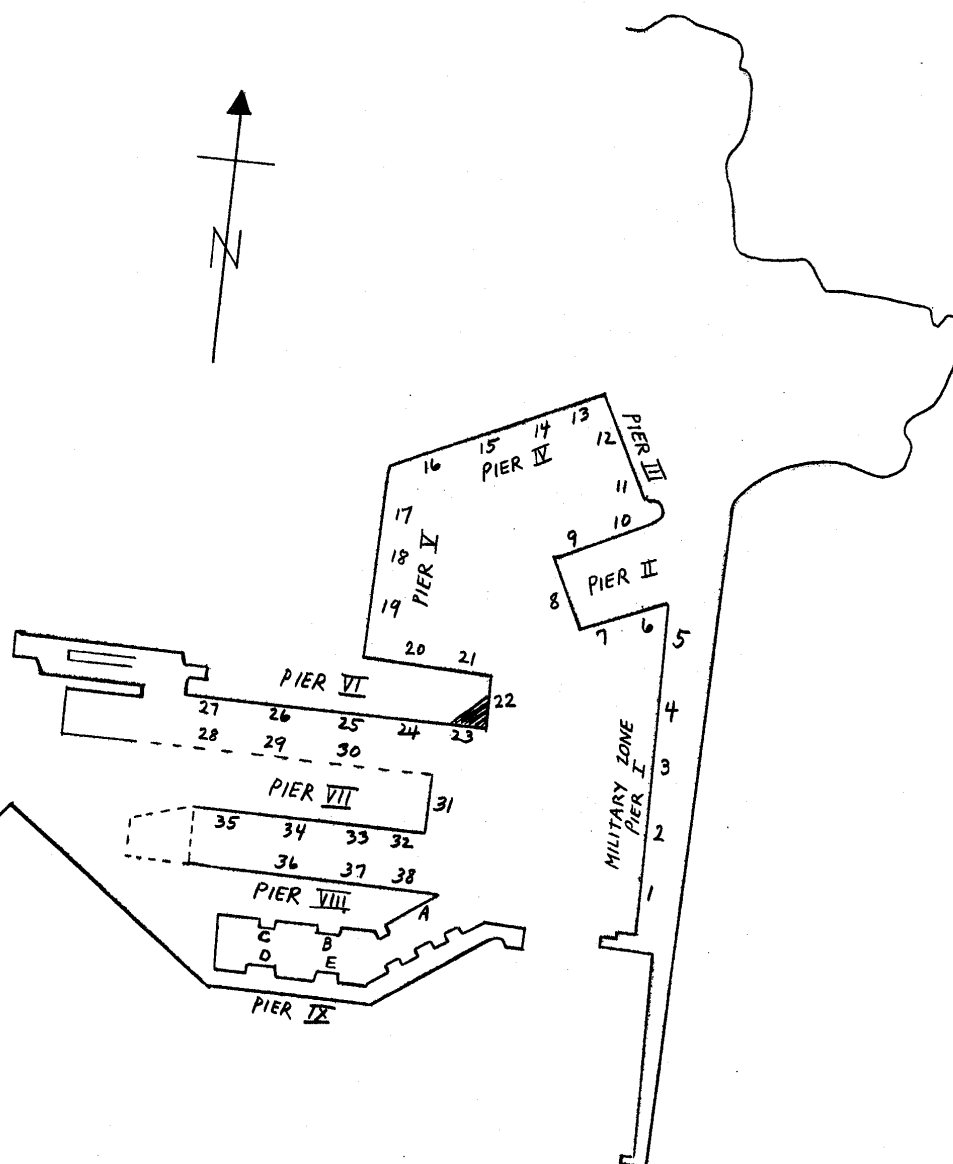 N
13
12
PIER III
14
15
16
PIER IV
11
10
9
17
18
PIER V
19
PIER II
8
7
6
5
20
21
PIER VI
22
27
26
25
24
23
28
29
30
4
3
MILITARY ZONE
PIER I
2
1
PIER VII
31
35
34
33
32
36
37
38
PIER VIII
A
C
B
D
E
PIER IX